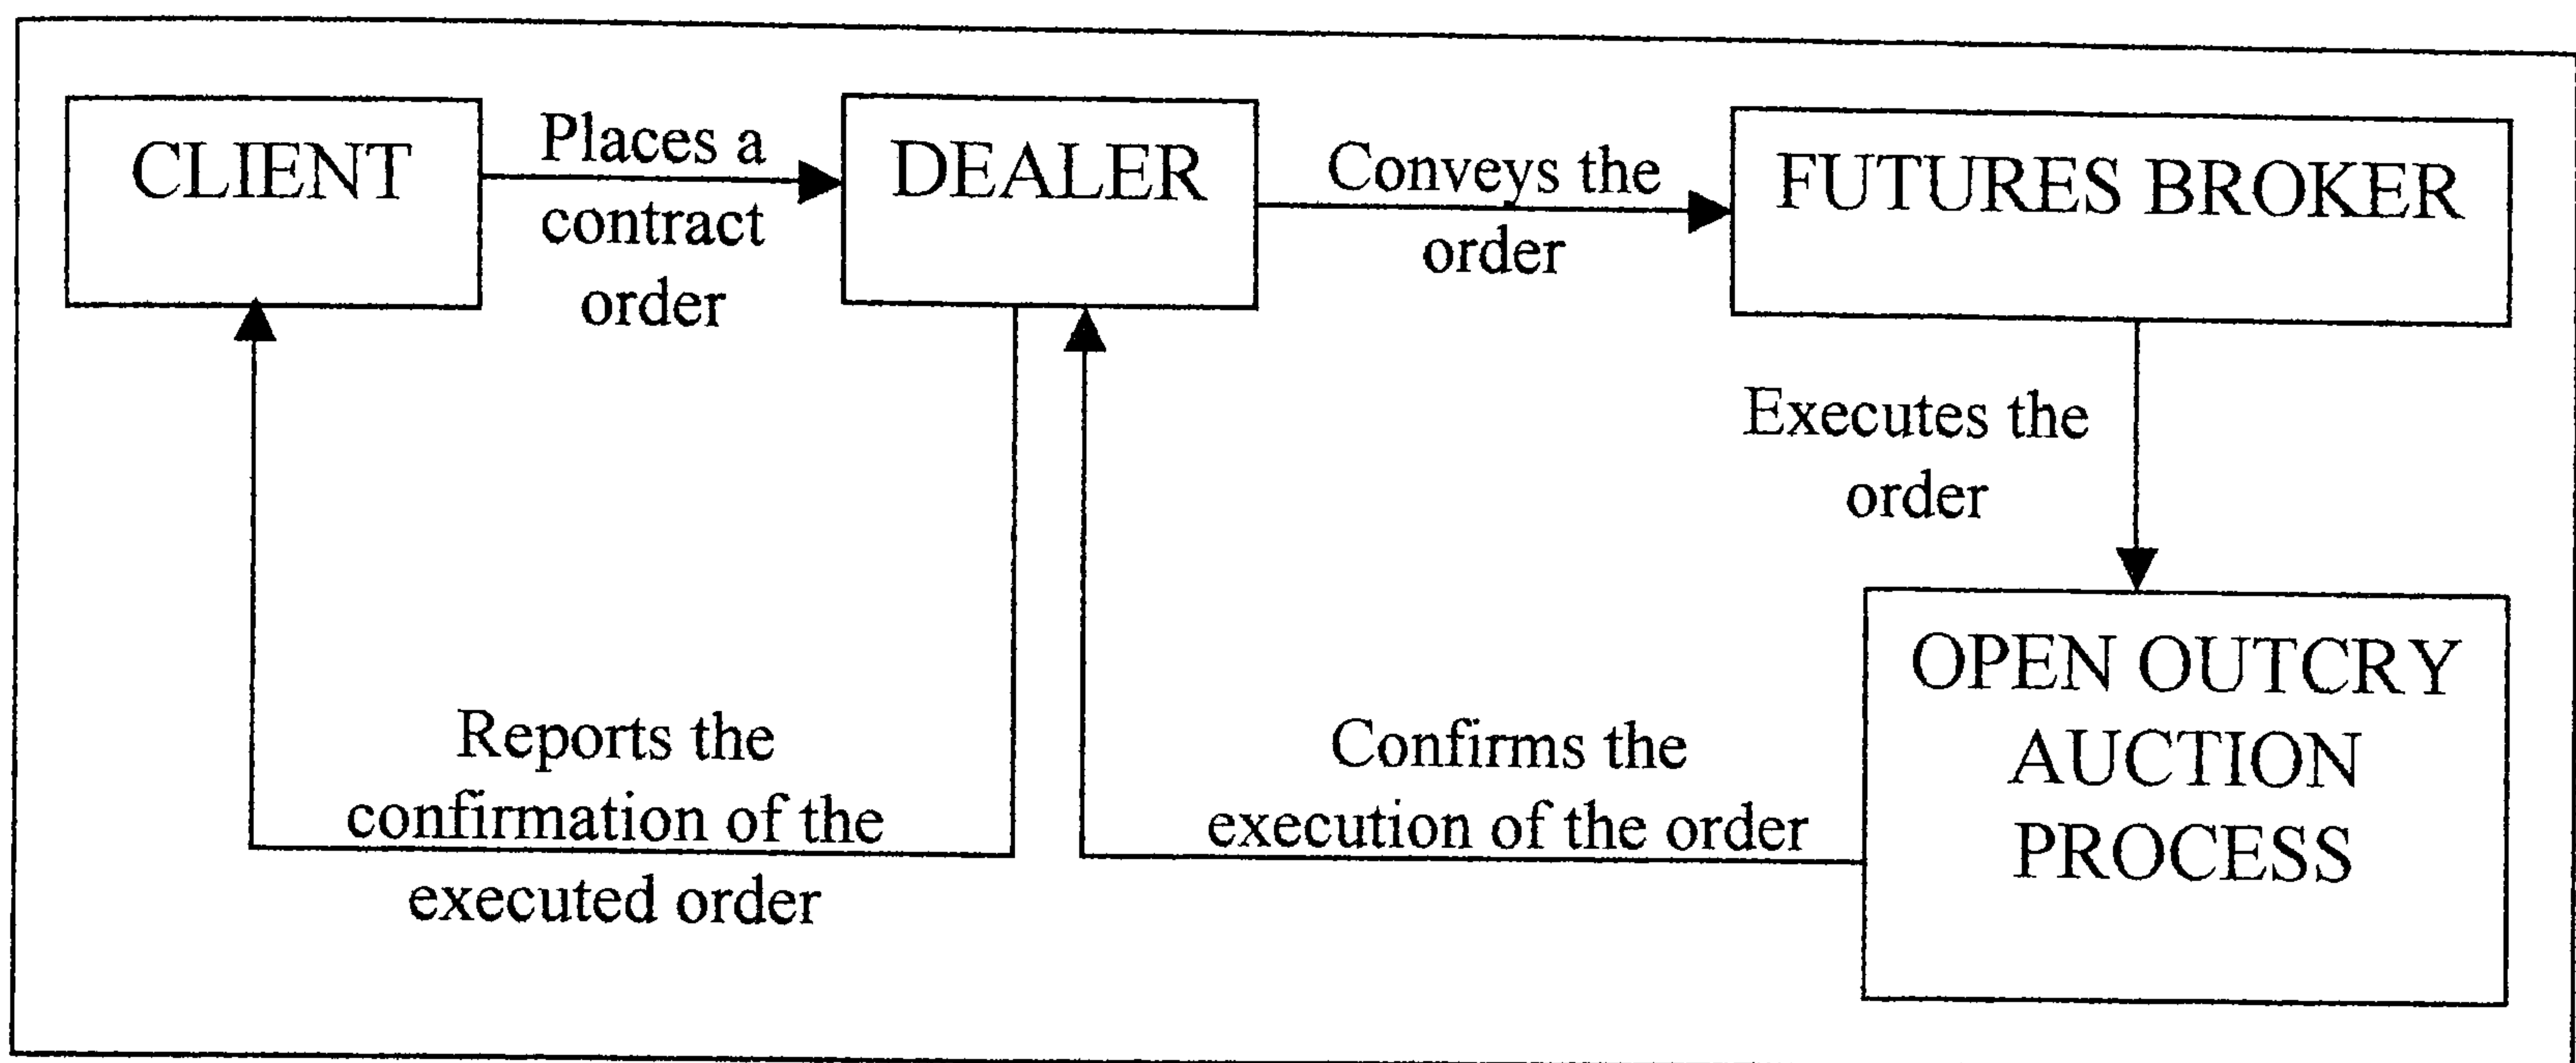 CLIENT
Places a
contract
order
DEALER
Conveys the
order
FUTURES BROKER
Executes the
order
OPEN OUTCRY
AUCTION
PROCESS
Confirms the
execution of the order
Reports the
confirmation of the
executed order